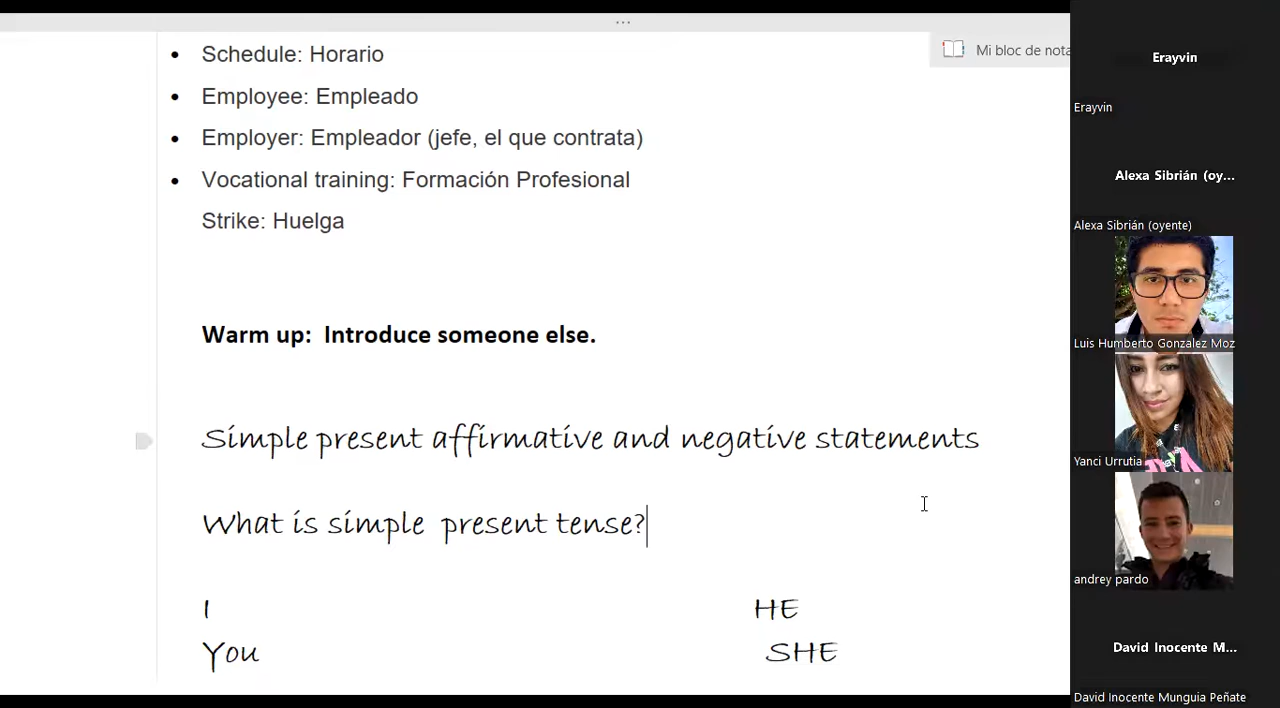 ...
Schedule: Horario
Mi bloc de nota
Employee: Empleado
Employer: Empleador (jefe, el que contrata)
Vocational training: Formación Profesional
Strike: Huelga
Warm up: Introduce someone else.
Simple present affirmative and negative statements
What is simple present tense?
I
HE
You
SHE
Erayvin
Erayvin
Alexa Sibrián (oy...
Alexa Sibrián (oyente)
Luis Humberto Gonzalez Moz
Yanci Urrutia
andrey pardo
David Inocente M...
David Inocente Munguia Peñate